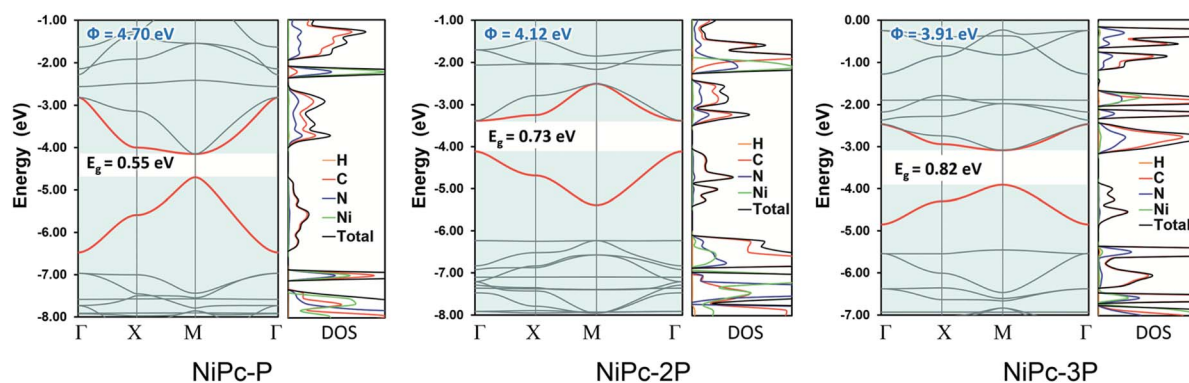 Φ = 4.70 eV
Energy (eV)
-1.00
-2.00
-3.00
-4.00
-5.00
-6.00
-7.00
-8.00
E_g = 0.55 eV
H
C
N
Ni
Total
Γ X M Γ
DOS
NiPc-P
Φ = 4.12 eV
Energy (eV)
-1.00
-2.00
-3.00
-4.00
-5.00
-6.00
-7.00
-8.00
E_g = 0.73 eV
H
C
N
Ni
Total
Γ X M Γ
DOS
NiPc-2P
Φ = 3.91 eV
Energy (eV)
0.00
-1.00
-2.00
-3.00
-4.00
-5.00
-6.00
-7.00
E_g = 0.82 eV
H
C
N
Ni
Total
Γ X M Γ
DOS
NiPc-3P